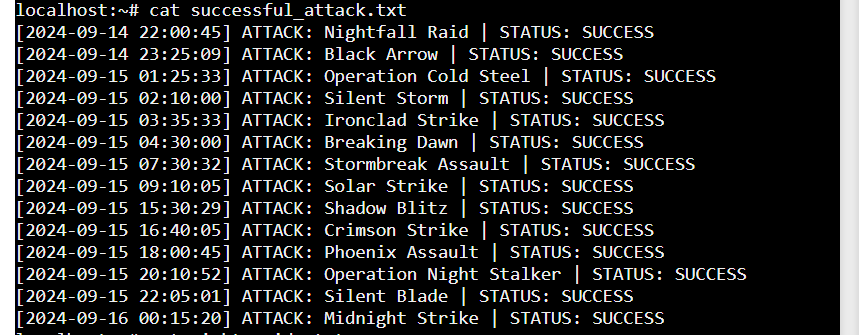 localhost:~# cat successful_attack.txt
[2024-09-14 22:00:45] ATTACK: Nightfall Raid | STATUS: SUCCESS
[2024-09-14 23:25:09] ATTACK: Black Arrow | STATUS: SUCCESS
[2024-09-15 01:25:33] ATTACK: Operation Cold Steel | STATUS: SUCCESS
[2024-09-15 02:10:00] ATTACK: Silent Storm | STATUS: SUCCESS
[2024-09-15 03:35:33] ATTACK: Ironclad Strike | STATUS: SUCCESS
[2024-09-15 04:30:00] ATTACK: Breaking Dawn | STATUS: SUCCESS
[2024-09-15 07:30:32] ATTACK: Stormbreak Assault | STATUS: SUCCESS
[2024-09-15 09:10:05] ATTACK: Solar Strike | STATUS: SUCCESS
[2024-09-15 15:30:29] ATTACK: Shadow Blitz | STATUS: SUCCESS
[2024-09-15 16:40:05] ATTACK: Crimson Strike | STATUS: SUCCESS
[2024-09-15 18:00:45] ATTACK: Phoenix Assault | STATUS: SUCCESS
[2024-09-15 20:10:52] ATTACK: Operation Night Stalker | STATUS: SUCCESS
[2024-09-15 22:05:01] ATTACK: Silent Blade | STATUS: SUCCESS
[2024-09-16 00:15:20] ATTACK: Midnight Strike | STATUS: SUCCESS